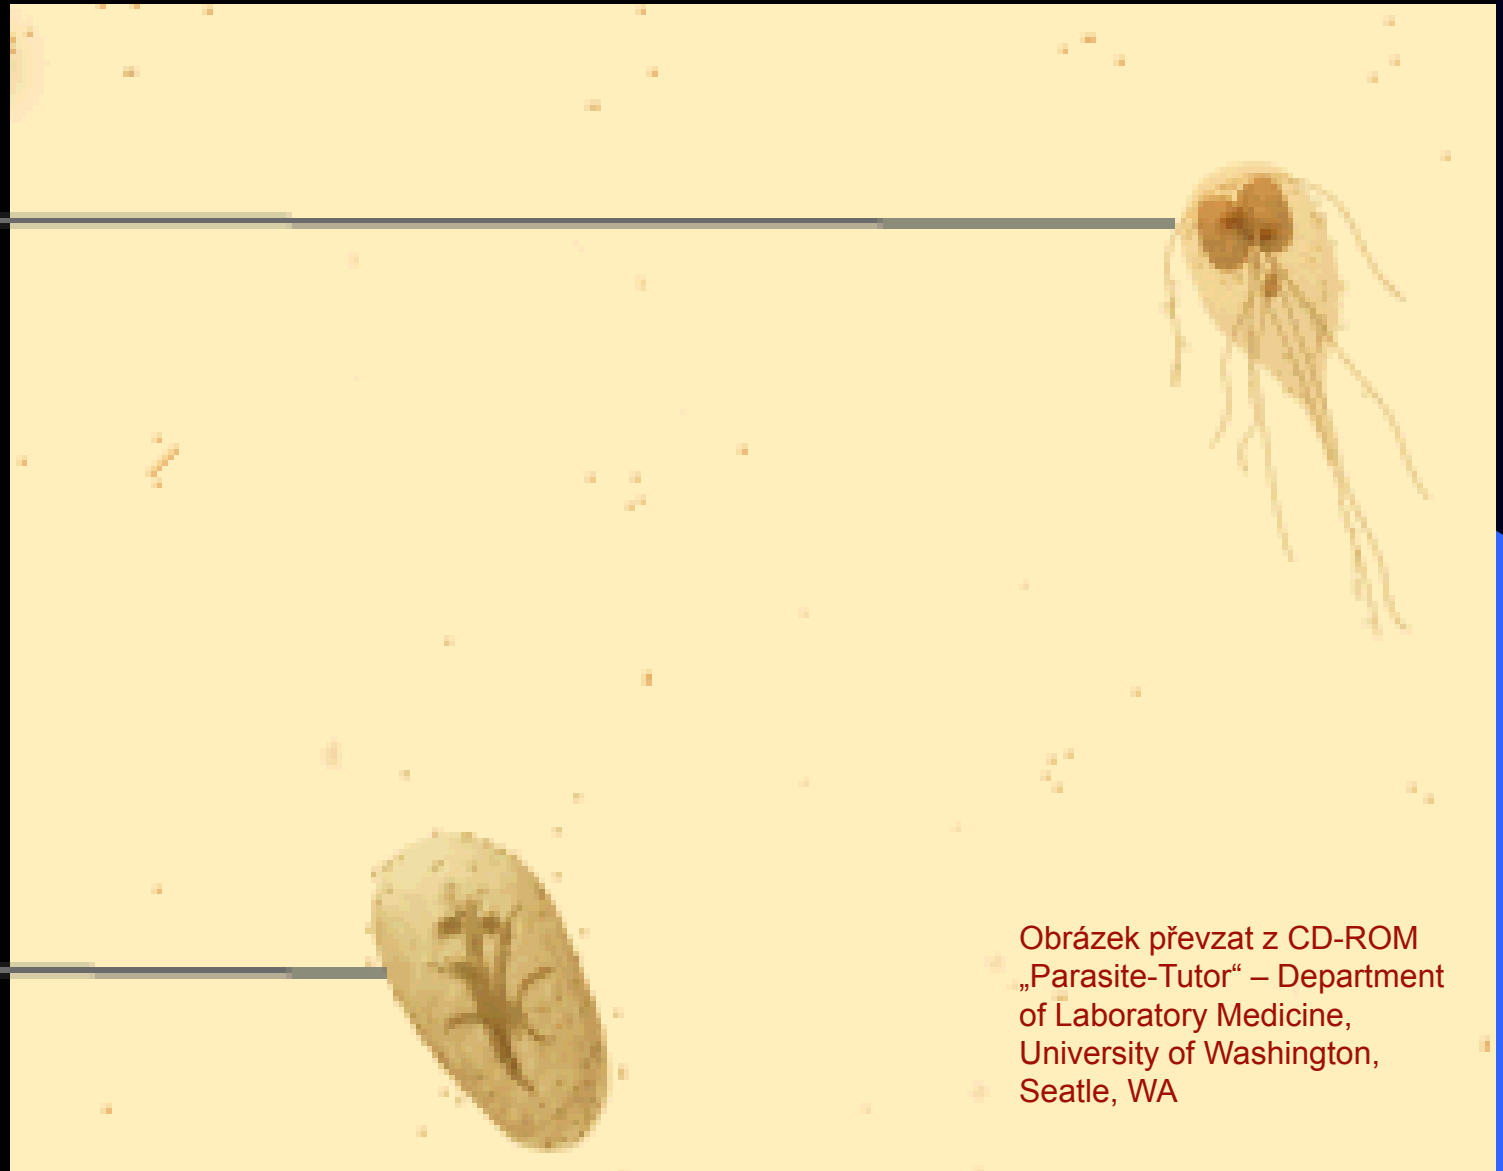 Obrázek převzat z CD-ROM
„Parasite-Tutor“ – Department
of Laboratory Medicine,
University of Washington,
Seatle, WA